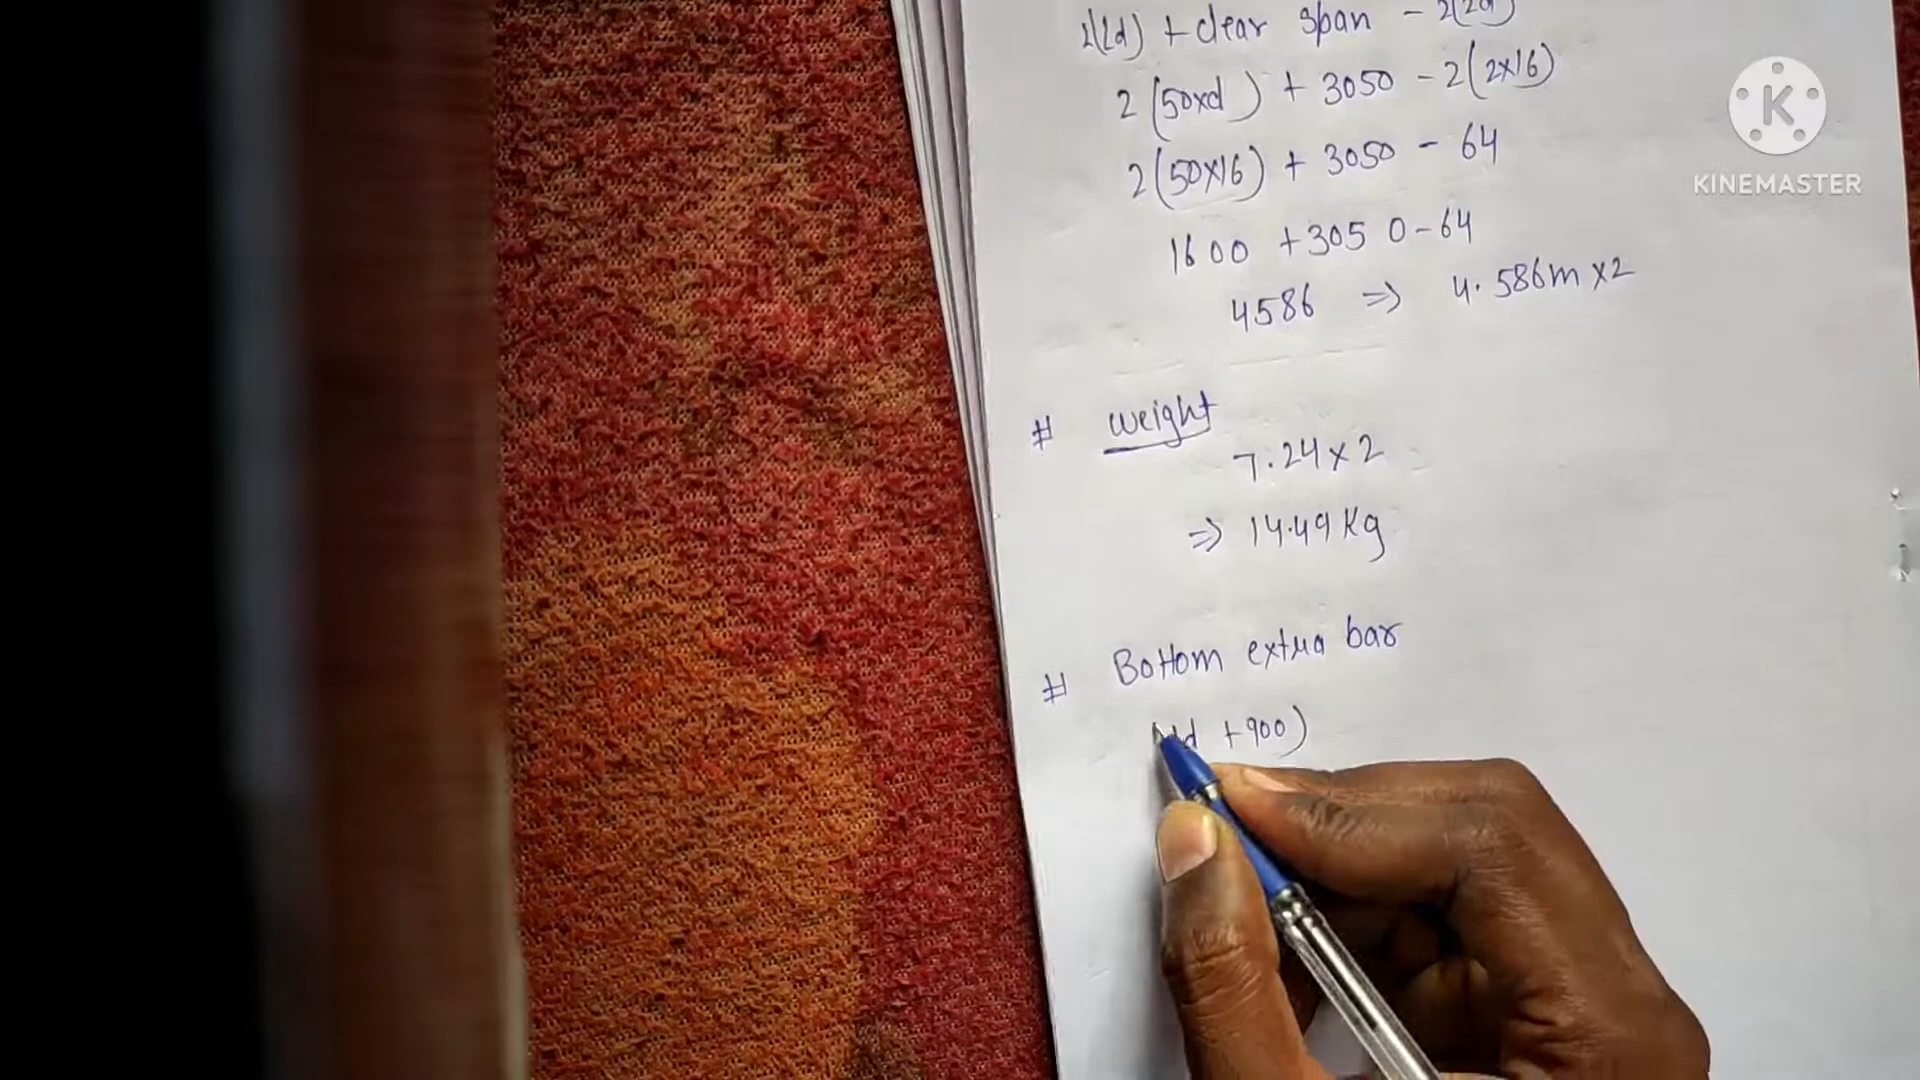 2(Ld) + clear span - 2(2d)
2(50xd) + 3050 - 2(2x16)
2(50x16) + 3050 - 64
1600 + 3050-64
4586 ⇒ 4.586m x2
# weight
7.24 x 2
⇒ 14.49 Kg
# Bottom extra bar
(Ld + 900)
K
KINEMASTER